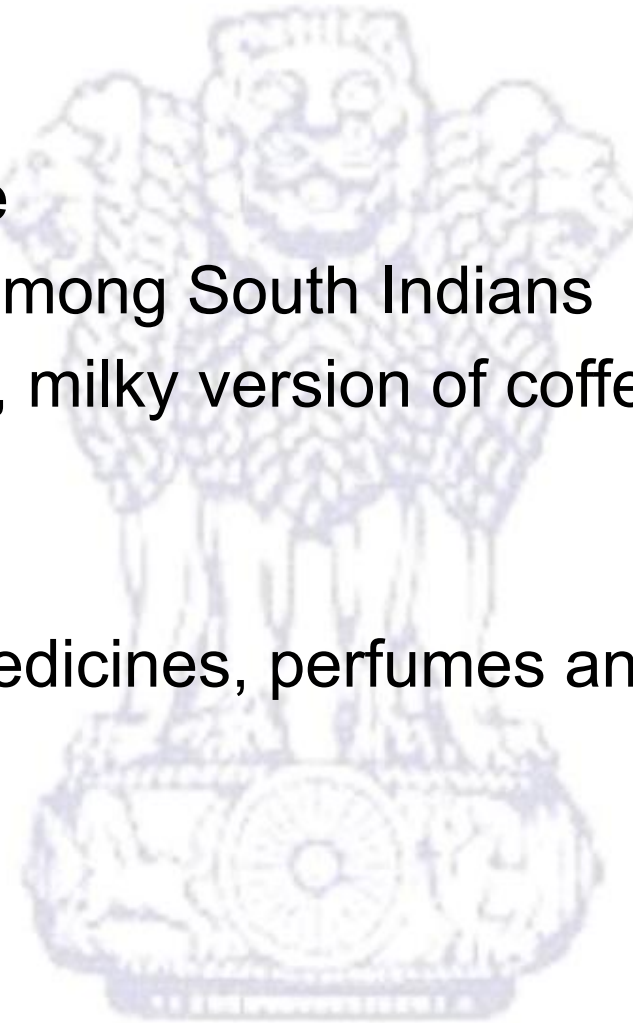 e
mong South Indians
, milky version of coffe
edicines, perfumes an